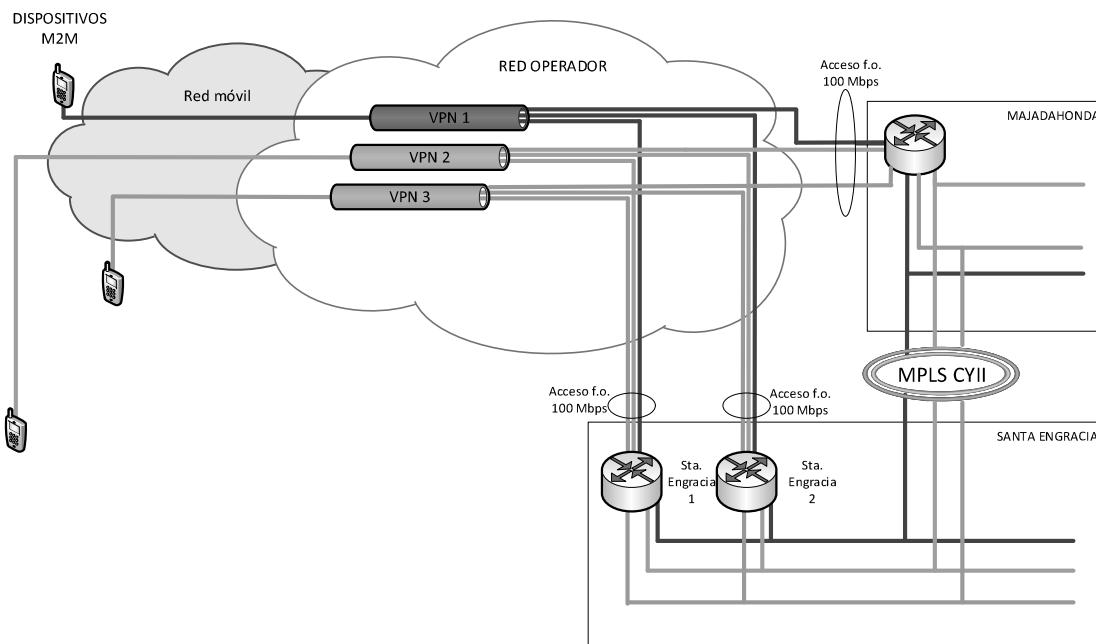 DISPOSITIVOS
M2M
Red móvil
RED OPERADOR
VPN 1
VPN 2
VPN 3
Acceso f.o.
100 Mbps
MAJADAHONDA
MPLS CYII
Acceso f.o.
100 Mbps
Acceso f.o.
100 Mbps
SANTA ENGRACIA
Sta.
Engracia
1
Sta.
Engracia
2